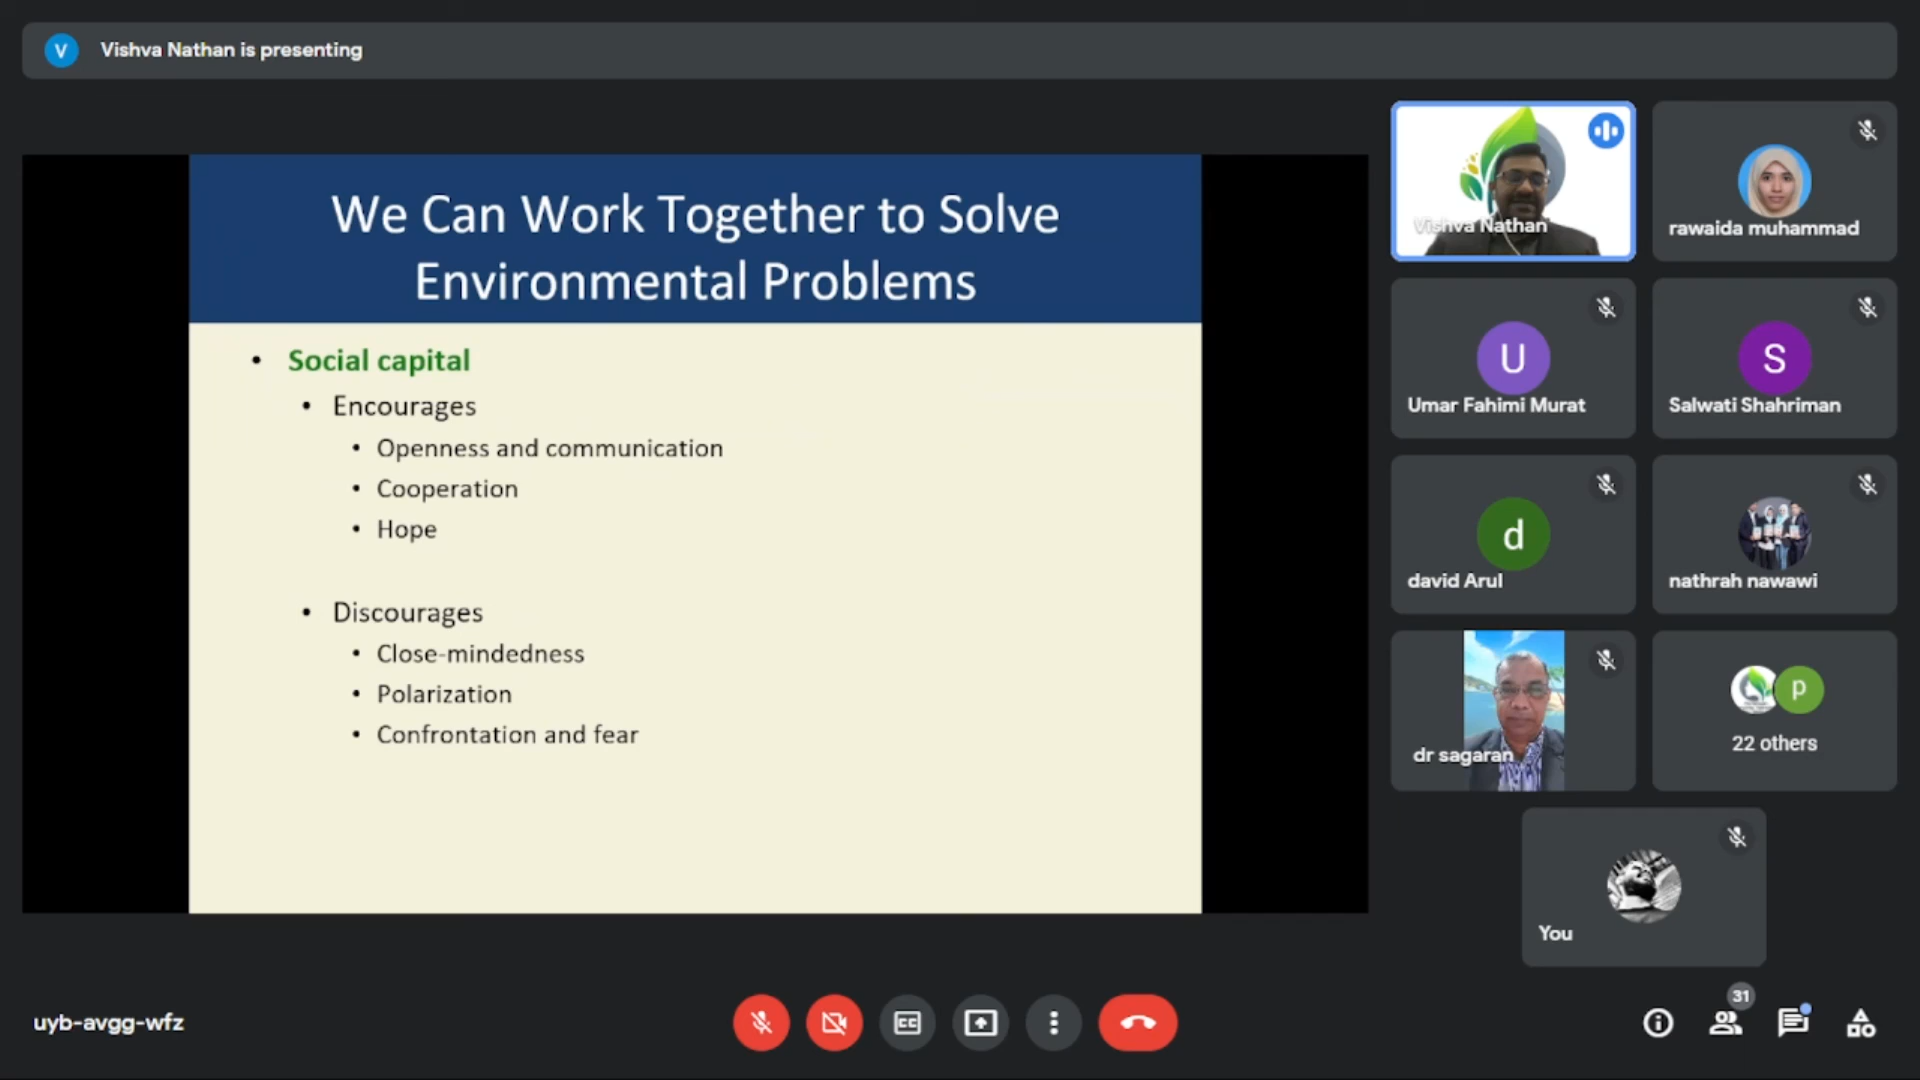 V
Vishva Nathan is presenting
We Can Work Together to Solve
Environmental Problems
• Social capital
• Encourages
• Openness and communication
• Cooperation
• Hope
• Discourages
• Close-mindedness
• Polarization
• Confrontation and fear
Vishva Nathan
rawaida muhammad
U
Umar Fahimi Murat
S
Salwati Shahriman
d
david Arul
nathrah nawawi
dr sagaran
p
22 others
You
uyb-avgg-wfz
CC
31